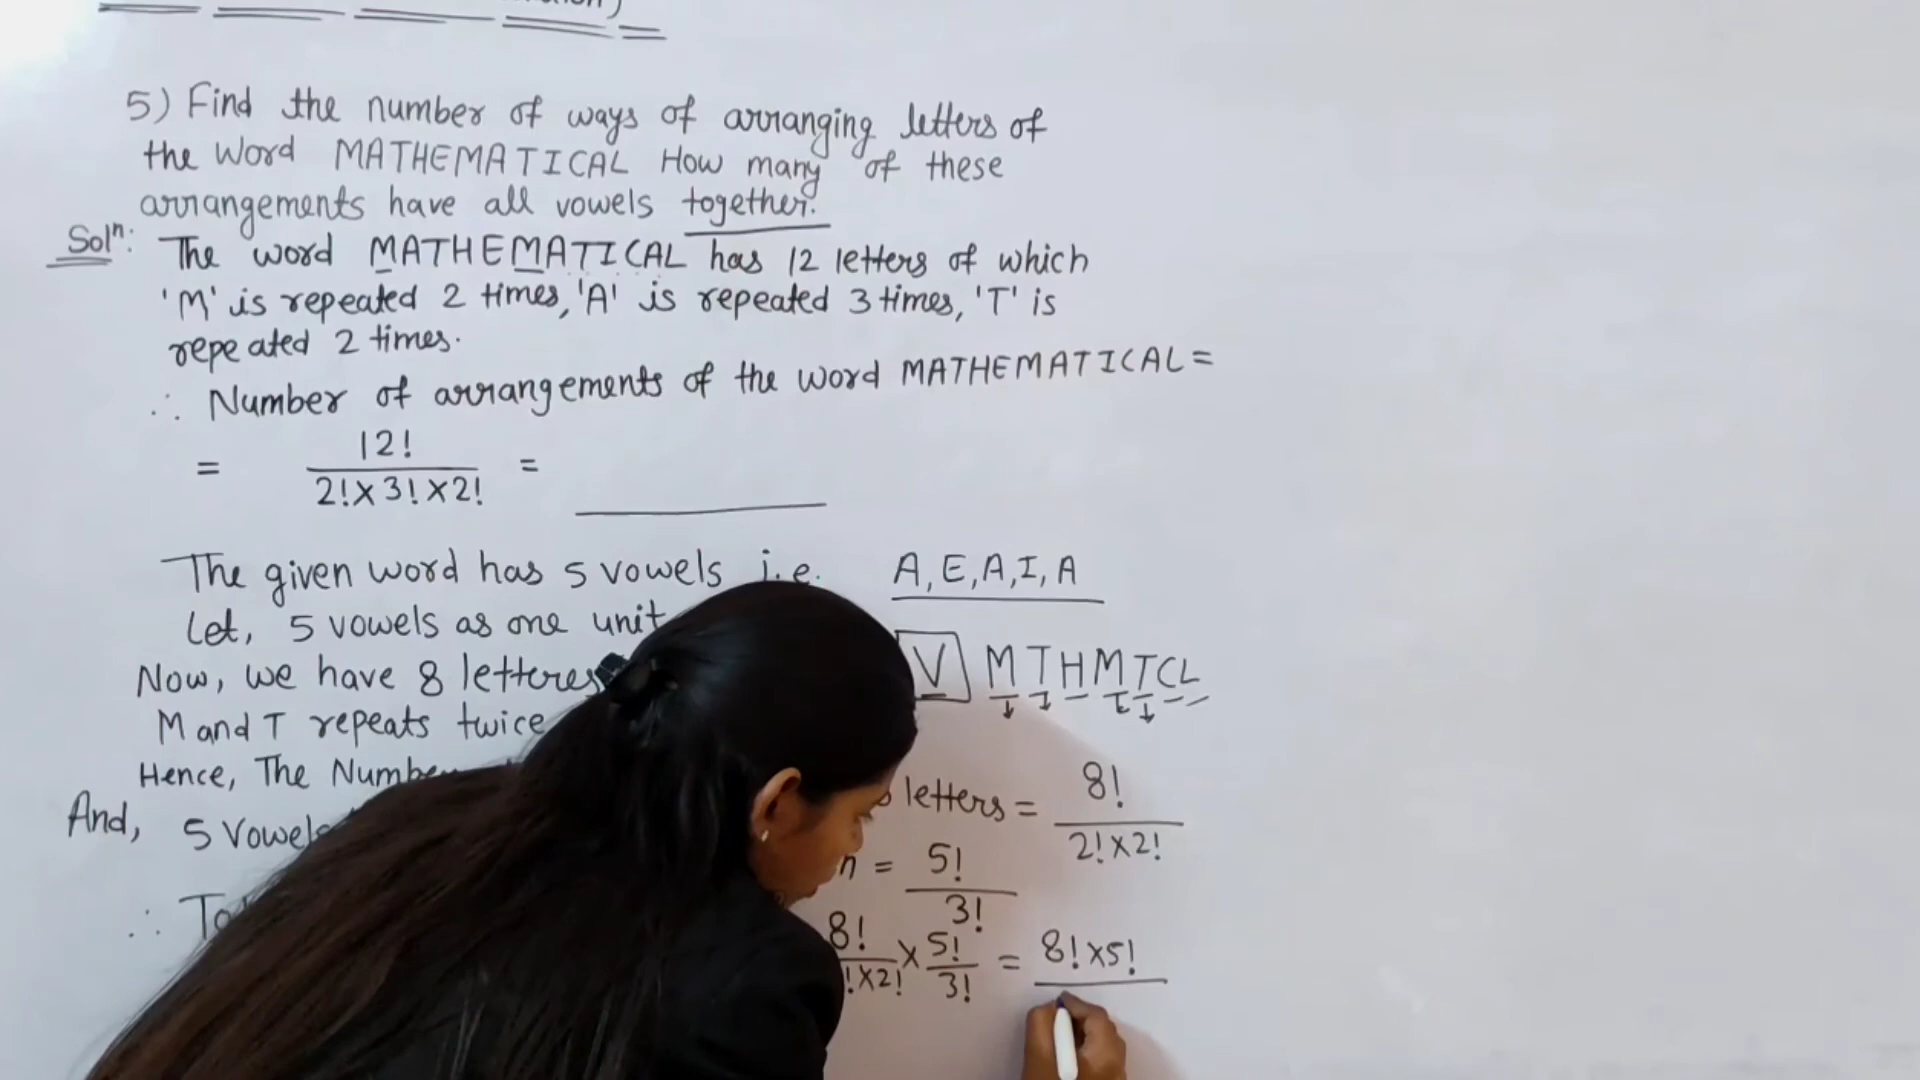 5) Find the number of ways of arranging letters of
the Word MATHEMATICAL How many of these
arrangements have all vowels together.
Solⁿ: The word MATHEMATICAL has 12 letters of which
'M' is repeated 2 times, 'A' is repeated 3 times, 'T' is
repeated 2 times.
∴ Number of arrangements of the word MATHEMATICAL =
= 12! / 2!×3!×2! =
The given word has 5 vowels i.e. A, E, A, I, A
Let, 5 vowels as one unit
Now, we have 8 letteres V M T H M T C L
M and T repeats twice
Hence, The Number letters = 8! / 2!×2!
And, 5 Vowels = 5! / 3!
∴ 8! / !×2! × 5! / 3! = 8!×5!